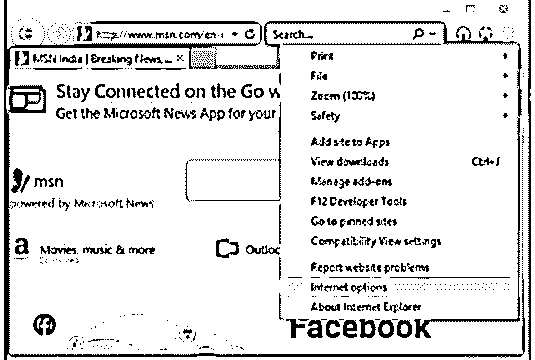 http://www.msn.com/en-i
Search...
MSN India | Breaking News, ...
Print
File
Zoom (100%)
Safety
Add site to Apps
View downloads Ctrl+J
Manage add-ons
F12 Developer Tools
Go to pinned sites
Compatibility View settings
Report website problems
Internet options
About Internet Explorer
Stay Connected on the Go w
Get the Microsoft News App for your
msn
powered by Microsoft News
a Movies, music & more
Outloo
Facebook